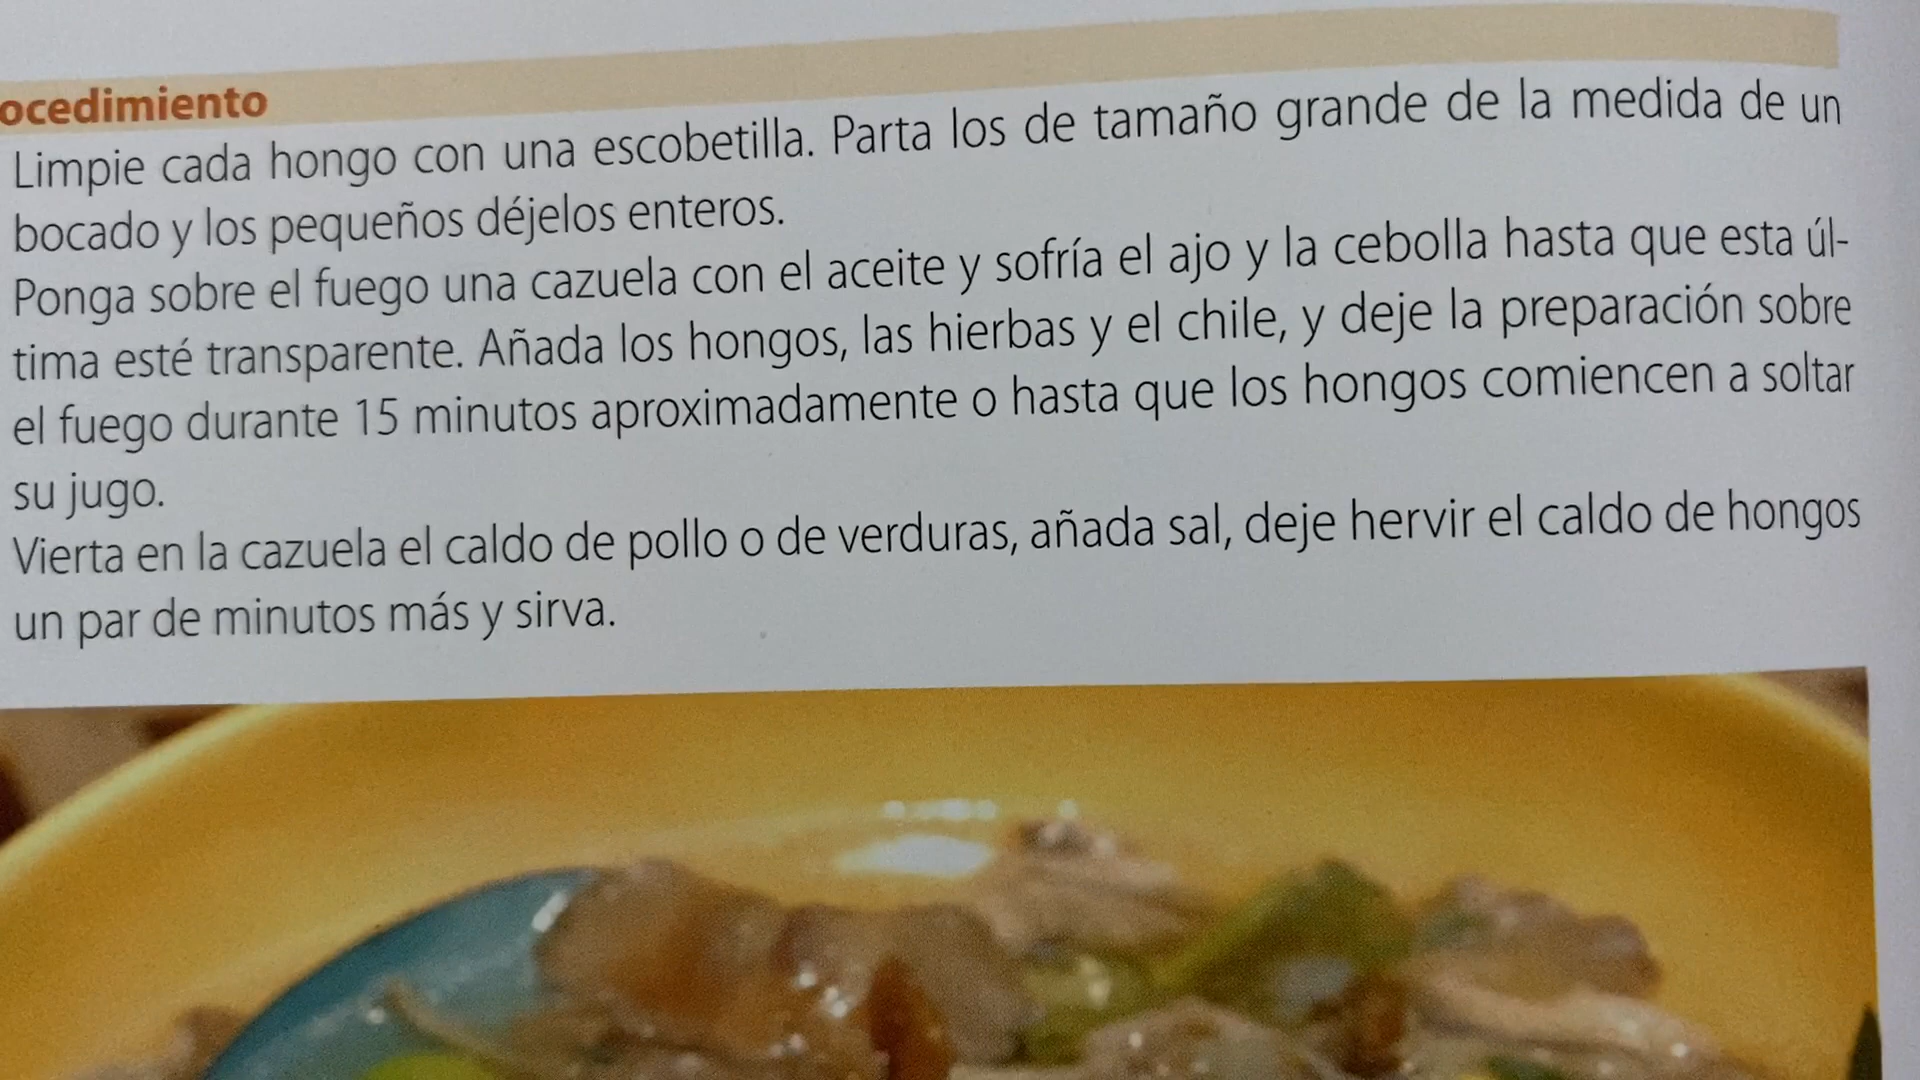 ocedimiento
Limpie cada hongo con una escobetilla. Parta los de tamaño grande de la medida de un
bocado y los pequeños déjelos enteros.
Ponga sobre el fuego una cazuela con el aceite y sofría el ajo y la cebolla hasta que esta úl-
tima esté transparente. Añada los hongos, las hierbas y el chile, y deje la preparación sobre
el fuego durante 15 minutos aproximadamente o hasta que los hongos comiencen a soltar
su jugo.
Vierta en la cazuela el caldo de pollo o de verduras, añada sal, deje hervir el caldo de hongos
un par de minutos más y sirva.